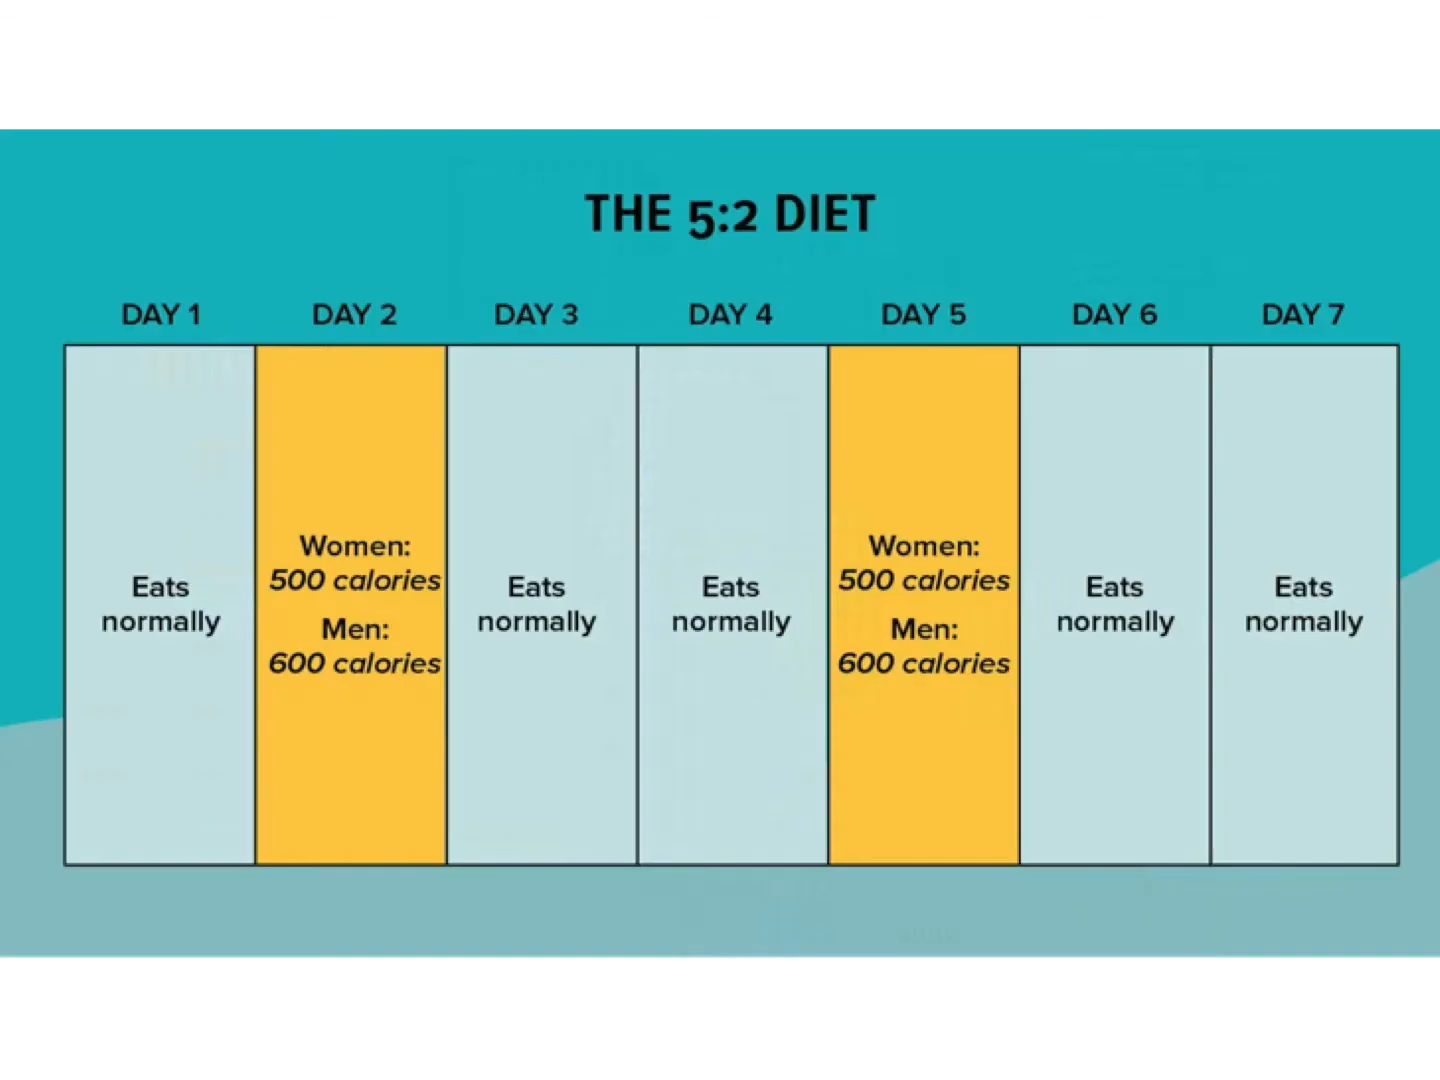 THE 5:2 DIET
DAY 1 DAY 2 DAY 3 DAY 4 DAY 5 DAY 6 DAY 7
Eats
normally
Women:
500 calories
Men:
600 calories
Eats
normally
Eats
normally
Women:
500 calories
Men:
600 calories
Eats
normally
Eats
normally